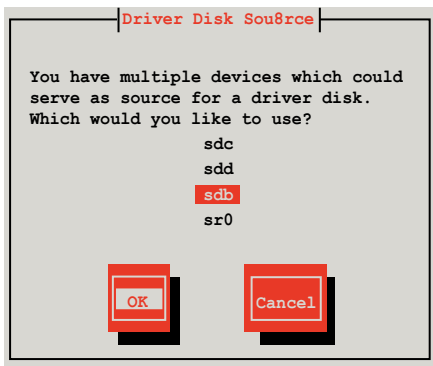 Driver Disk Sou8rce
You have multiple devices which could
serve as source for a driver disk.
Which would you like to use?
sdc
sdd
sdb
sr0
OK
Cancel